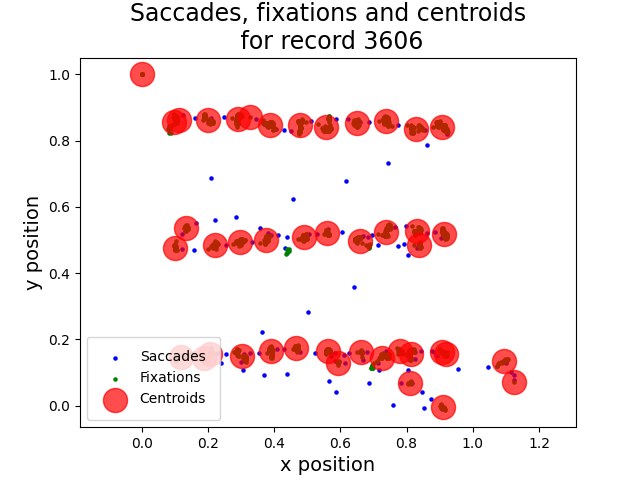 Saccades, fixations and centroids
for record 3606
1.0
0.8
0.6
0.4
0.2
0.0
y position
Saccades
Fixations
Centroids
0.0 0.2 0.4 0.6 0.8 1.0 1.2
x position